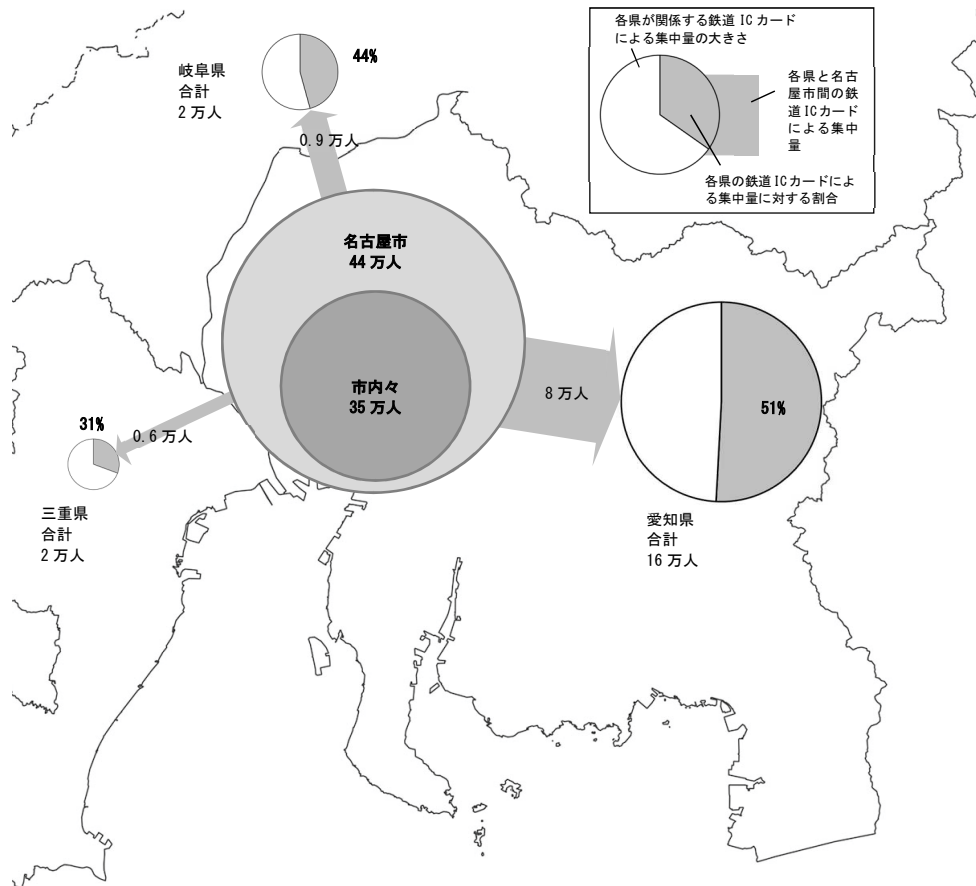 各県が関係する鉄道 IC カード
による集中量の大きさ
各県と名古
屋市間の鉄
道 IC カード
による集中
量
各県の鉄道 IC カードによ
る集中量に対する割合
岐阜県
合計
2 万人
44%
0.9 万人
名古屋市
44 万人
市内々
35 万人
8 万人
51%
愛知県
合計
16 万人
31%
0.6 万人
三重県
合計
2 万人